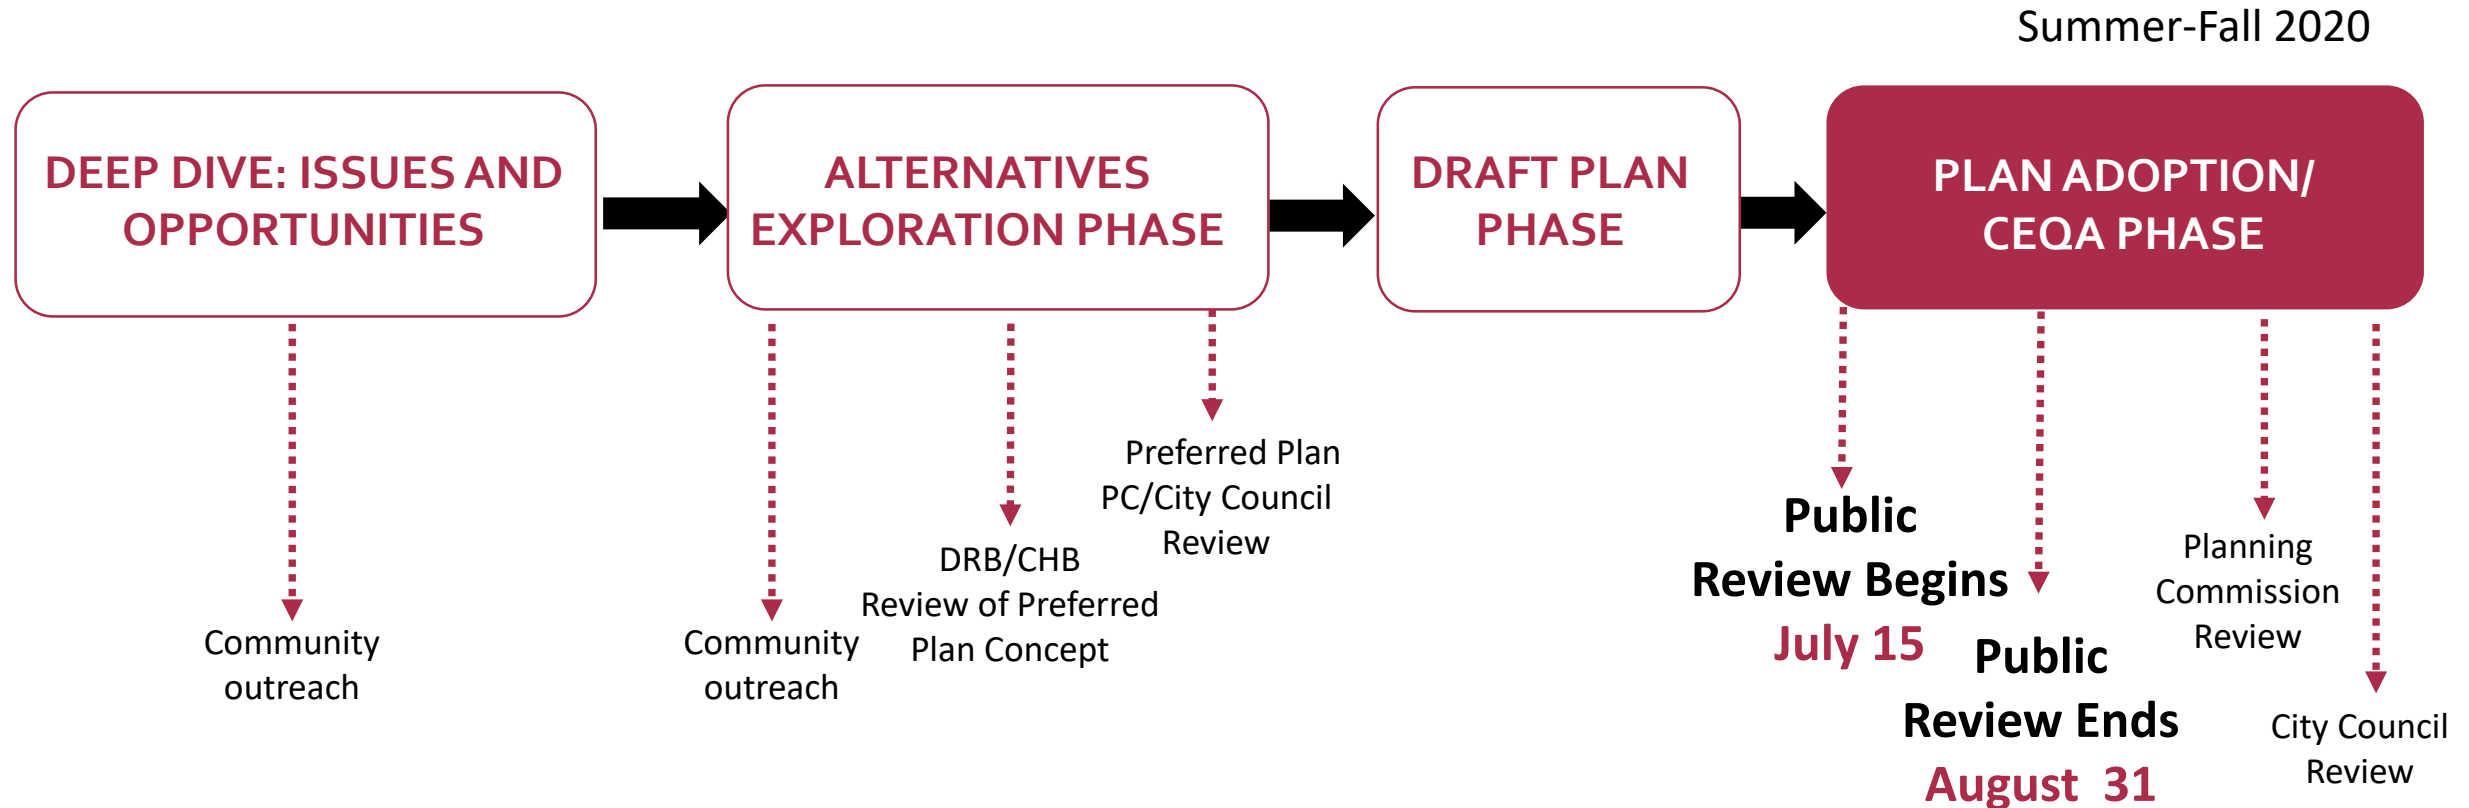 Summer-Fall 2020
DEEP DIVE: ISSUES AND
OPPORTUNITIES
ALTERNATIVES
EXPLORATION PHASE
DRAFT PLAN
PHASE
PLAN ADOPTION/
CEQA PHASE
Community
outreach
Community
outreach
DRB/CHB
Review of Preferred
Plan Concept
Preferred Plan
PC/City Council
Review
Public
Review Begins
July 15
Public
Review Ends
August 31
Planning
Commission
Review
City Council
Review